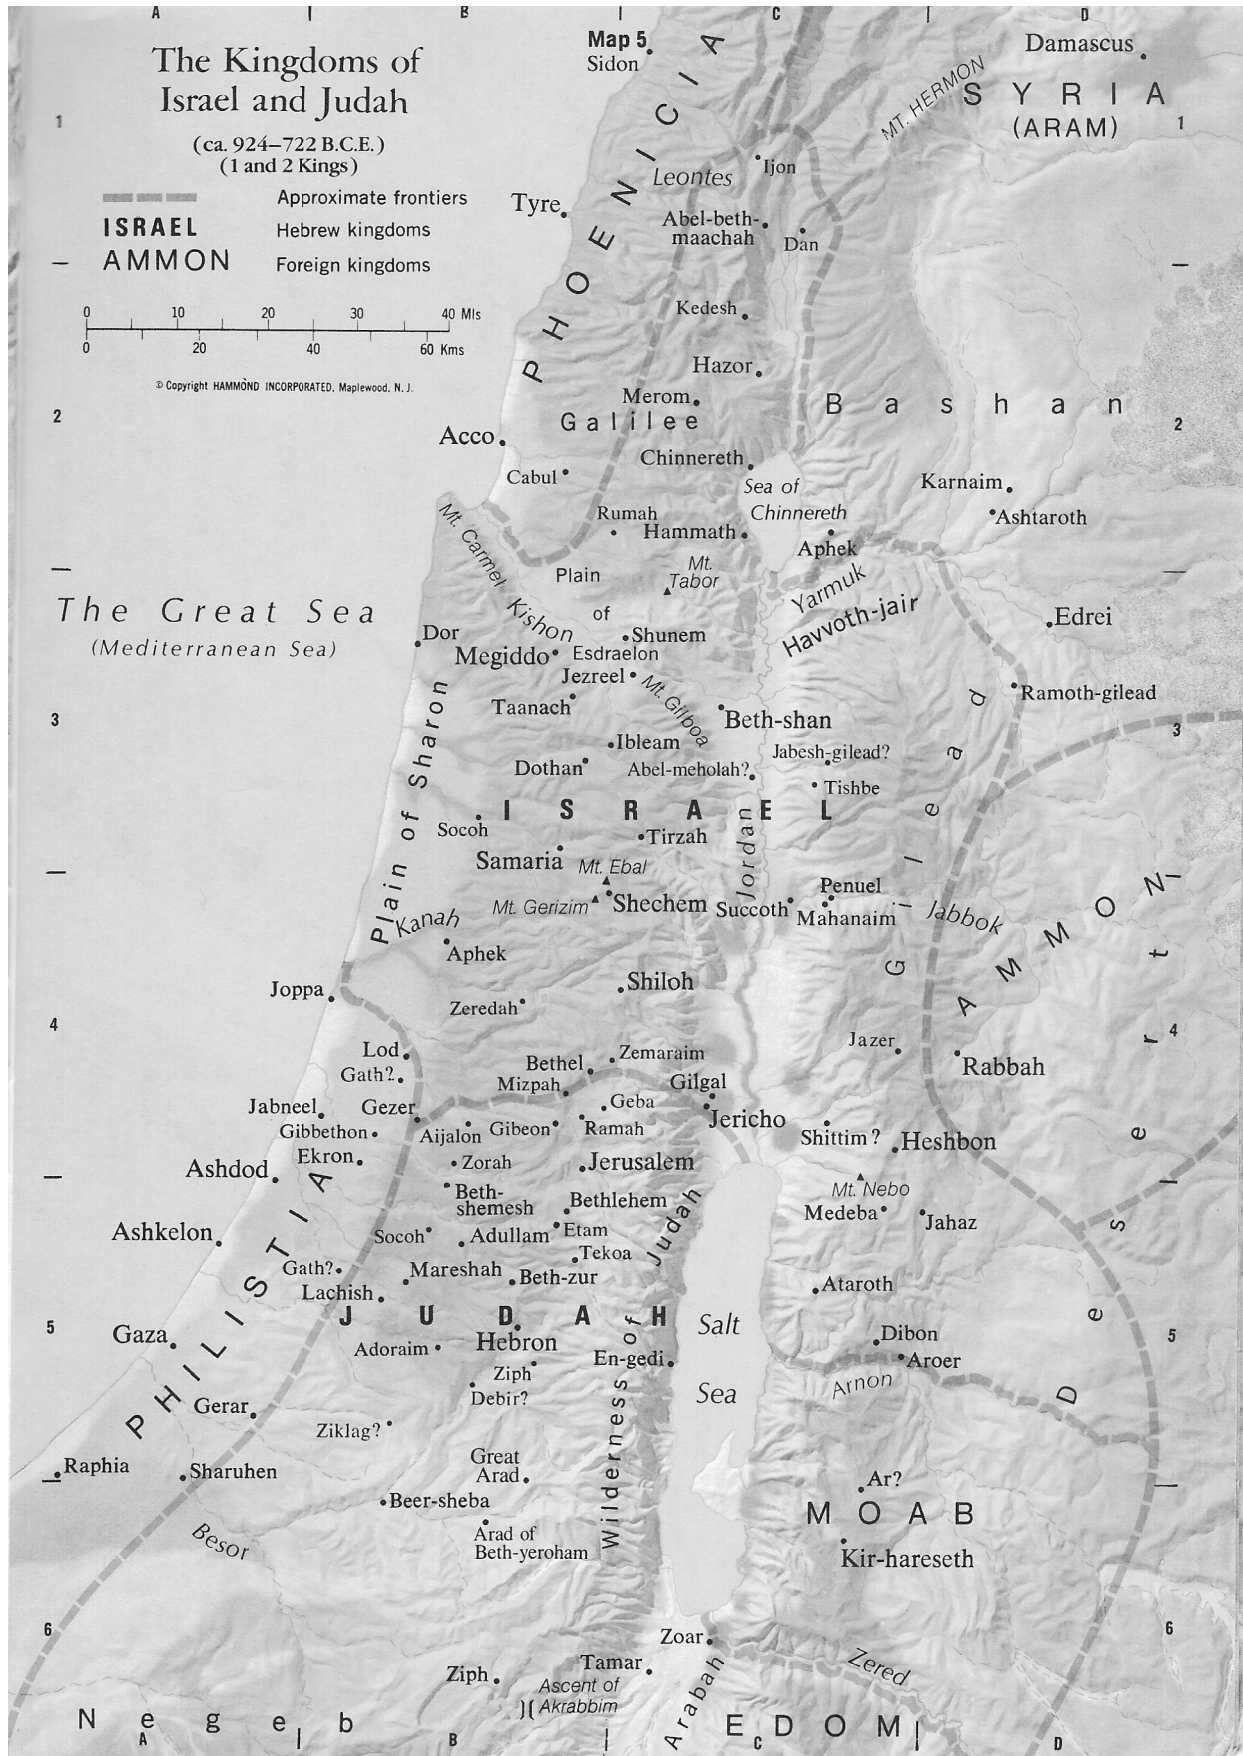 A
B
C
D
The Kingdoms of
Israel and Judah
(ca. 924–722 B.C.E.)
(1 and 2 Kings)
Approximate frontiers
ISRAEL Hebrew kingdoms
AMMON Foreign kingdoms
0 10 20 30 40 Mls
0 20 40 60 Kms
© Copyright HAMMOND INCORPORATED, Maplewood, N. J.
Map 5
Sidon
Damascus
MT. HERMON
SYRIA
(ARAM)
1
1
PHOENICIA
Ijon
Leontes
Tyre
Abel-beth-
maachah
Dan
Kedesh
Hazor
Merom
Galilee
Bashan
2
2
Acco
Chinnereth
Cabul
Sea of
Chinnereth
Karnaim
Ashtaroth
Rumah
Hammath
Aphek
Mt. Carmel
Mt.
Tabor
Plain
of
Esdraelon
Yarmuk
Havvoth-jair
The Great Sea
(Mediterranean Sea)
Kishon
Edrei
Dor
Shunem
Megiddo
Jezreel
Mt. Gilboa
Taanach
Ramoth-gilead
Beth-shan
3
3
Plain of Sharon
Ibleam
Jabesh-gilead?
Dothan
Abel-meholah?
Tishbe
Gilead
ISRAEL
Socoh
Tirzah
Jordan
Samaria
Mt. Ebal
Mt. Gerizim
Shechem
Succoth
Penuel
Mahanaim
Jabbok
AMMON
Kanah
Aphek
Joppa
Shiloh
Zeredah
4
4
Lod
Gath?
Bethel
Zemaraim
Jazer
Rabbah
Mizpah
Gilgal
Jabneel
Gezer
Geba
Jericho
Gibbethon
Aijalon
Gibeon
Ramah
Shittim?
Heshbon
Ekron
Zorah
Jerusalem
Ashdod
Mt. Nebo
Beth-
shemesh
Bethlehem
Medeba
Jahaz
Ashkelon
Socoh
Adullam
Etam
Tekoa
Gath?
Mareshah
Beth-zur
Lachish
Ataroth
PHILISTIA
JUDAH
Wilderness of Judah
Salt
Sea
Desert
5
5
Gaza
Adoraim
Hebron
En-gedi
Dibon
Aroer
Ziph
Arnon
Debir?
Gerar
Ziklag?
Raphia
Sharuhen
Great
Arad
Ar?
Beer-sheba
MOAB
Besor
Arad of
Beth-yeroham
Kir-hareseth
6
6
Zoar
Zered
Ziph
Tamar
Ascent of
Akrabbim
Arabah
Negeb
EDOM
A
B
C
D